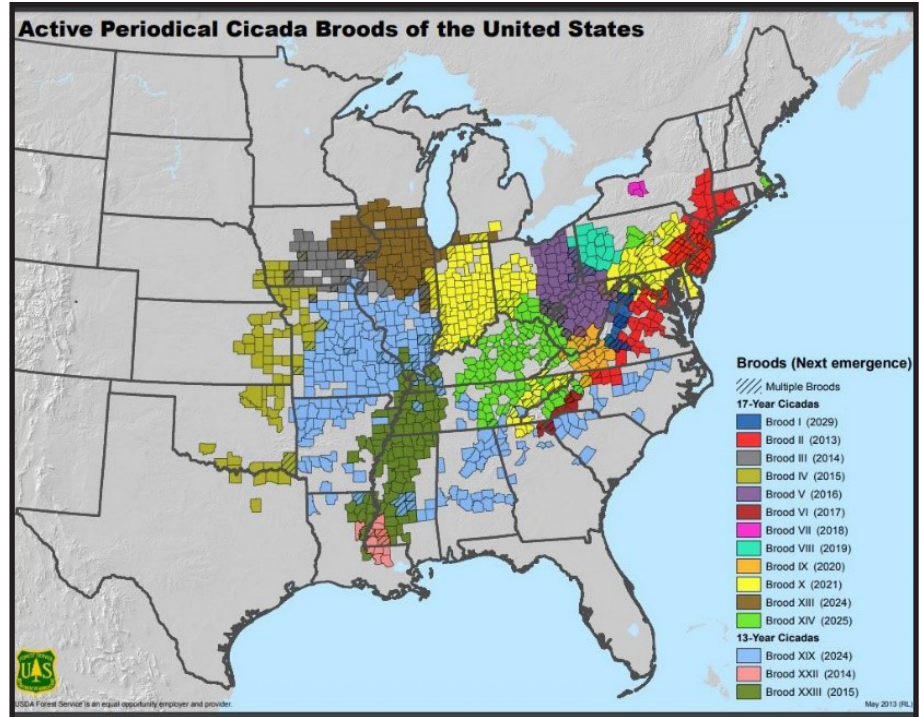 Active Periodical Cicada Broods of the United States
Broods (Next emergence)
Multiple Broods
17-Year Cicadas
Brood I (2029)
Brood II (2013)
Brood III (2014)
Brood IV (2015)
Brood V (2016)
Brood VI (2017)
Brood VII (2018)
Brood VIII (2019)
Brood IX (2020)
Brood X (2021)
Brood XIII (2024)
Brood XIV (2025)
13-Year Cicadas
Brood XIX (2024)
Brood XXII (2014)
Brood XXIII (2015)
UAS
USDA Forest Service is an equal opportunity employer and provider.
May 2013 (RL)